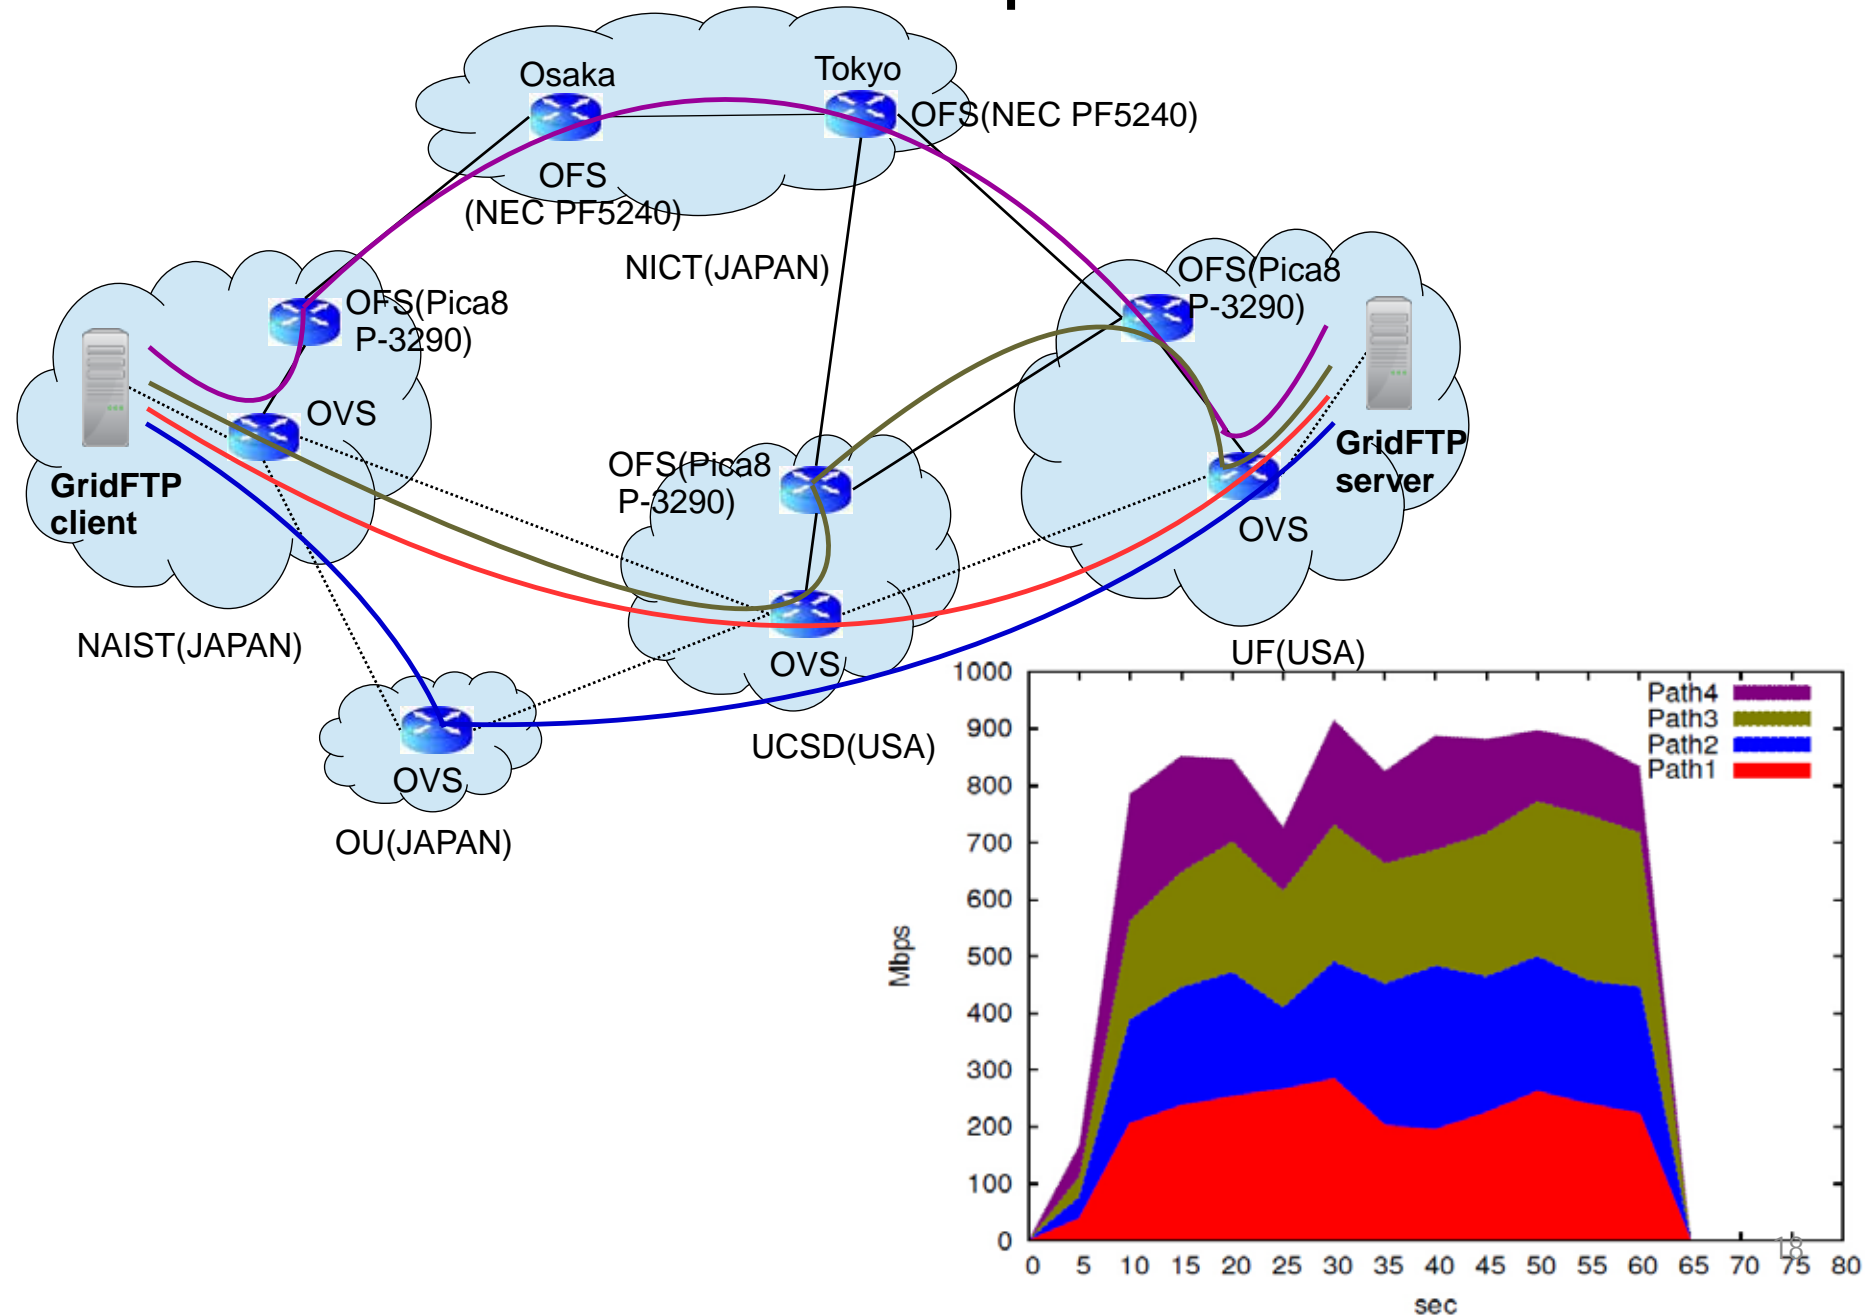 Osaka
Tokyo
OFS(NEC PF5240)
OFS
(NEC PF5240)
NICT(JAPAN)
OFS(Pica8
P-3290)
OFS(Pica8
P-3290)
OVS
GridFTP
client
OFS(Pica8
P-3290)
GridFTP
server
OVS
NAIST(JAPAN)
OVS
UF(USA)
UCSD(USA)
OVS
OU(JAPAN)
1000
900
800
700
600
500
400
300
200
100
0
Mbps
Path4
Path3
Path2
Path1
0 5 10 15 20 25 30 35 40 45 50 55 60 65 70 75 80
sec
18